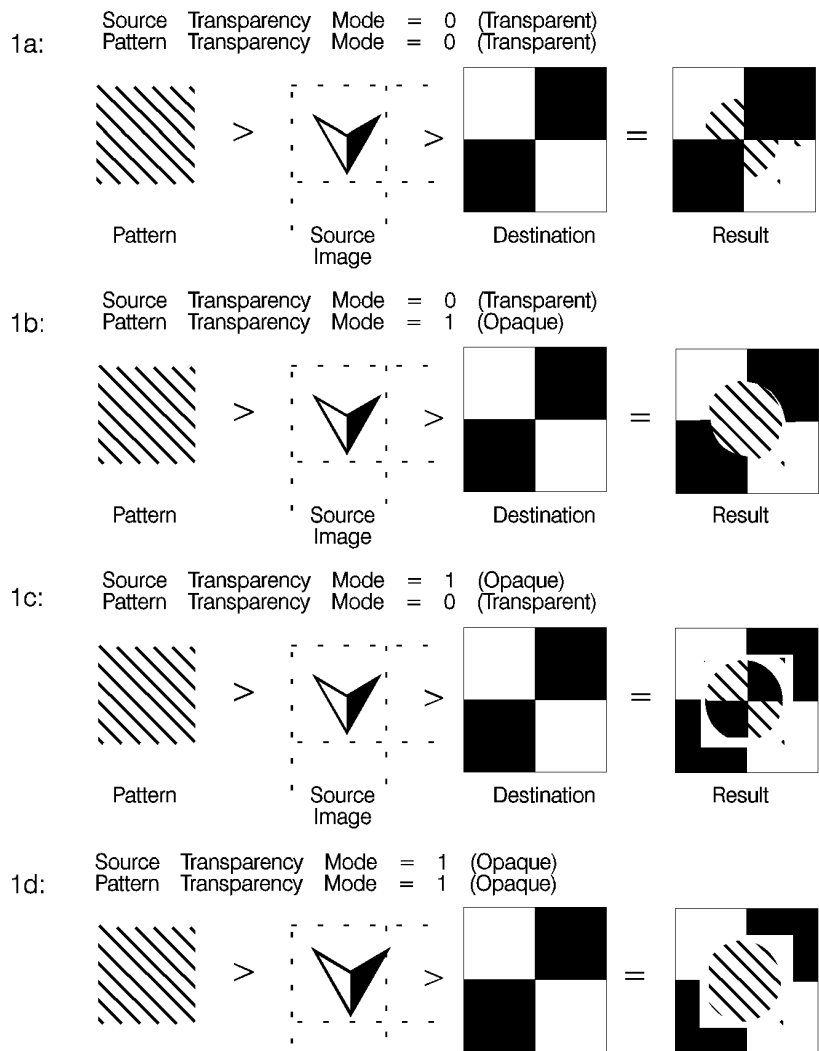 1a:
Source Transparency Mode = 0 (Transparent)
Pattern Transparency Mode = 0 (Transparent)
> > =
Pattern Source Image Destination Result
1b:
Source Transparency Mode = 0 (Transparent)
Pattern Transparency Mode = 1 (Opaque)
> > =
Pattern Source Image Destination Result
1c:
Source Transparency Mode = 1 (Opaque)
Pattern Transparency Mode = 0 (Transparent)
> > =
Pattern Source Image Destination Result
1d:
Source Transparency Mode = 1 (Opaque)
Pattern Transparency Mode = 1 (Opaque)
> > =